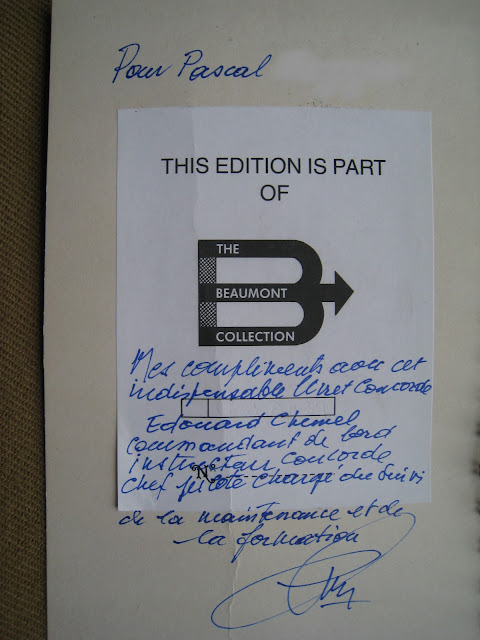 Pour Pascal
THIS EDITION IS PART
OF
THE
BEAUMONT
COLLECTION
Mes compliments avec cet
indispensable livret Concorde
Edouard Chemel
Commandant de bord
instructeur Concorde
N°
chef pilote chargé du suivi
de la maintenance et de
la formation